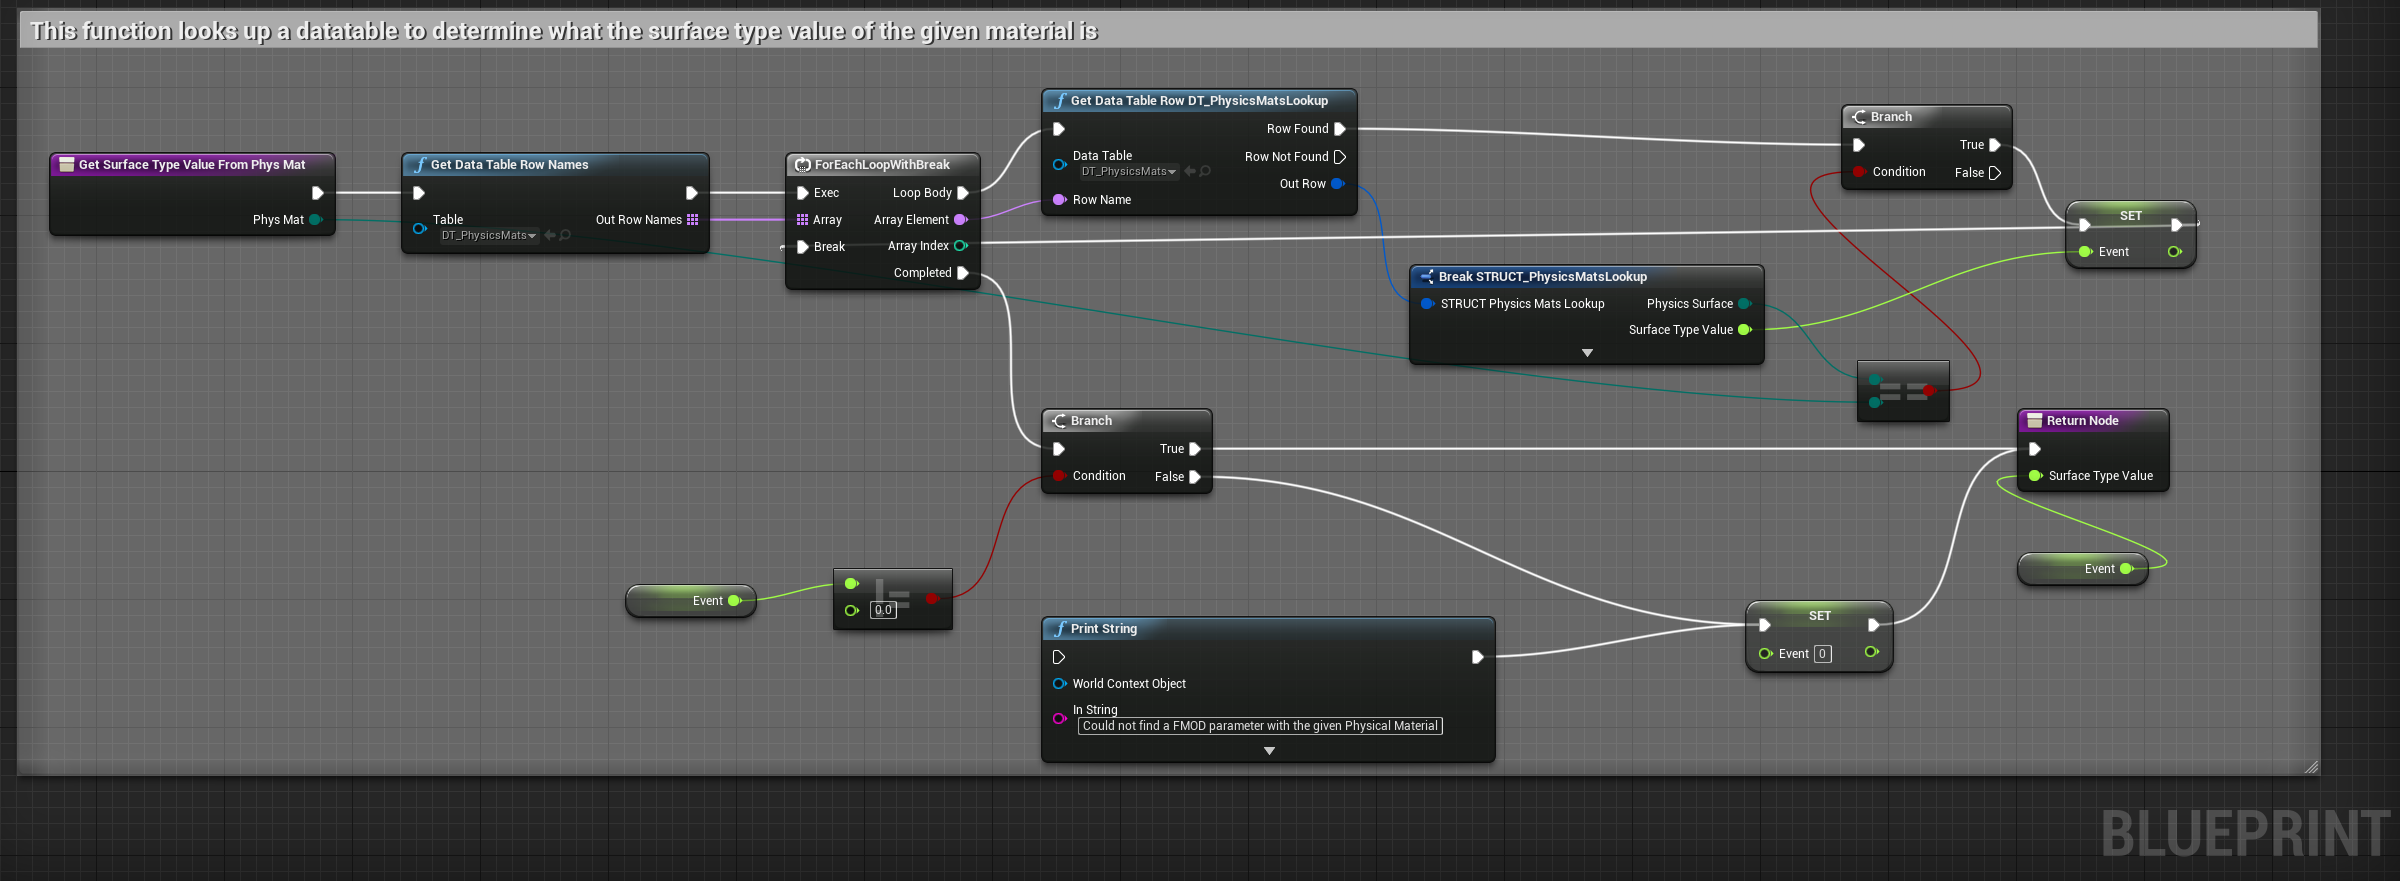 This function looks up a datatable to determine what the surface type value of the given material is
Get Surface Type Value From Phys Mat
Phys Mat
Get Data Table Row Names
Table
DT_PhysicsMats
Out Row Names
ForEachLoopWithBreak
Exec
Loop Body
Array
Array Element
Break
Array Index
Completed
Get Data Table Row DT_PhysicsMatsLookup
Row Found
Data Table
DT_PhysicsMats
Row Not Found
Out Row
Row Name
Break STRUCT_PhysicsMatsLookup
STRUCT Physics Mats Lookup
Physics Surface
Surface Type Value
Branch
True
Condition
False
SET
Event
==
Branch
True
Condition
False
Return Node
Surface Type Value
Event
Event
!=
0.0
Print String
World Context Object
In String
Could not find a FMOD parameter with the given Physical Material
SET
Event 0
BLUEPRINT